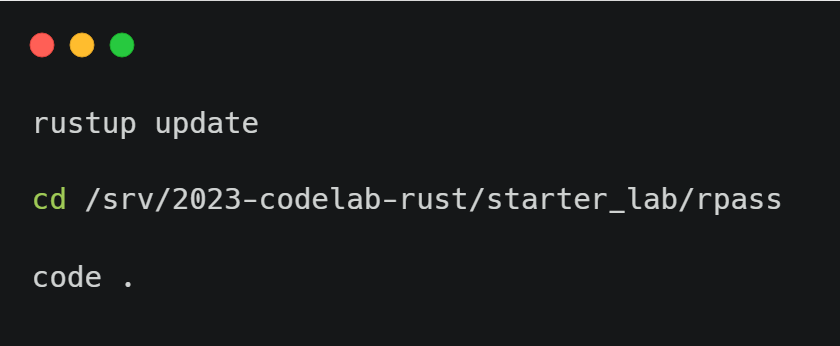 rustup update
cd /srv/2023-codelab-rust/starter_lab/rpass
code .